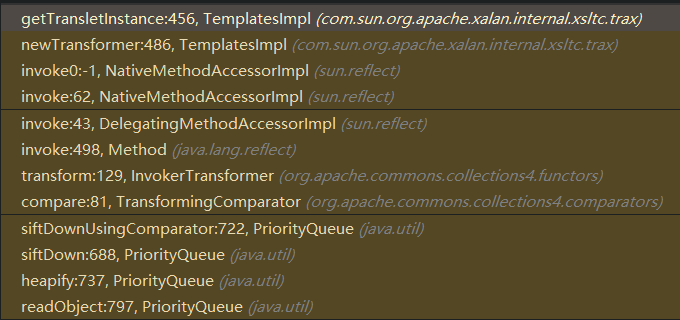 getTransletInstance:456, TemplatesImpl (com.sun.org.apache.xalan.internal.xsltc.trax)
newTransformer:486, TemplatesImpl (com.sun.org.apache.xalan.internal.xsltc.trax)
invoke0:-1, NativeMethodAccessorImpl (sun.reflect)
invoke:62, NativeMethodAccessorImpl (sun.reflect)
invoke:43, DelegatingMethodAccessorImpl (sun.reflect)
invoke:498, Method (java.lang.reflect)
transform:129, InvokerTransformer (org.apache.commons.collections4.functors)
compare:81, TransformingComparator (org.apache.commons.collections4.comparators)
siftDownUsingComparator:722, PriorityQueue (java.util)
siftDown:688, PriorityQueue (java.util)
heapify:737, PriorityQueue (java.util)
readObject:797, PriorityQueue (java.util)